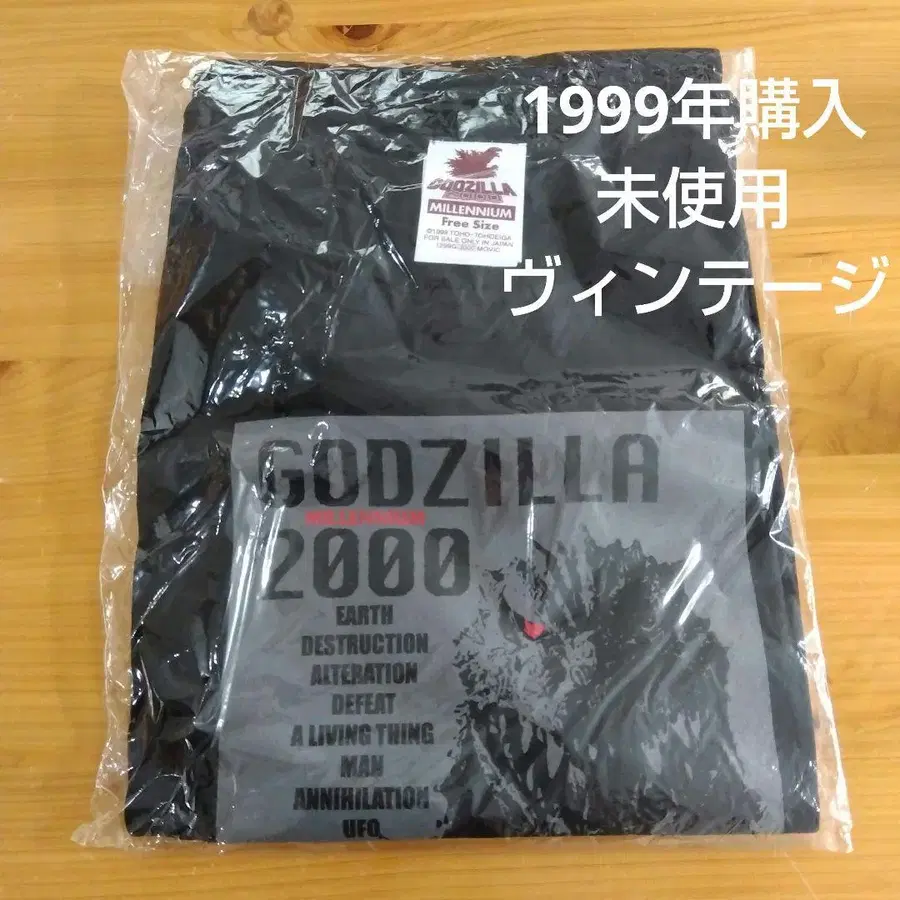 1999年購入
未使用
ヴィンテージ
GODZILLA
MILLENNIUM
Free Size
©1999 TOHO・TOHOEIGA
FOR SALE ONLY IN JAPAN
GODZILLA
MILLENNIUM
2000
EARTH
DESTRUCTION
ALTERATION
DEFEAT
A LIVING THING
MAN
ANNIHILATION
UFO